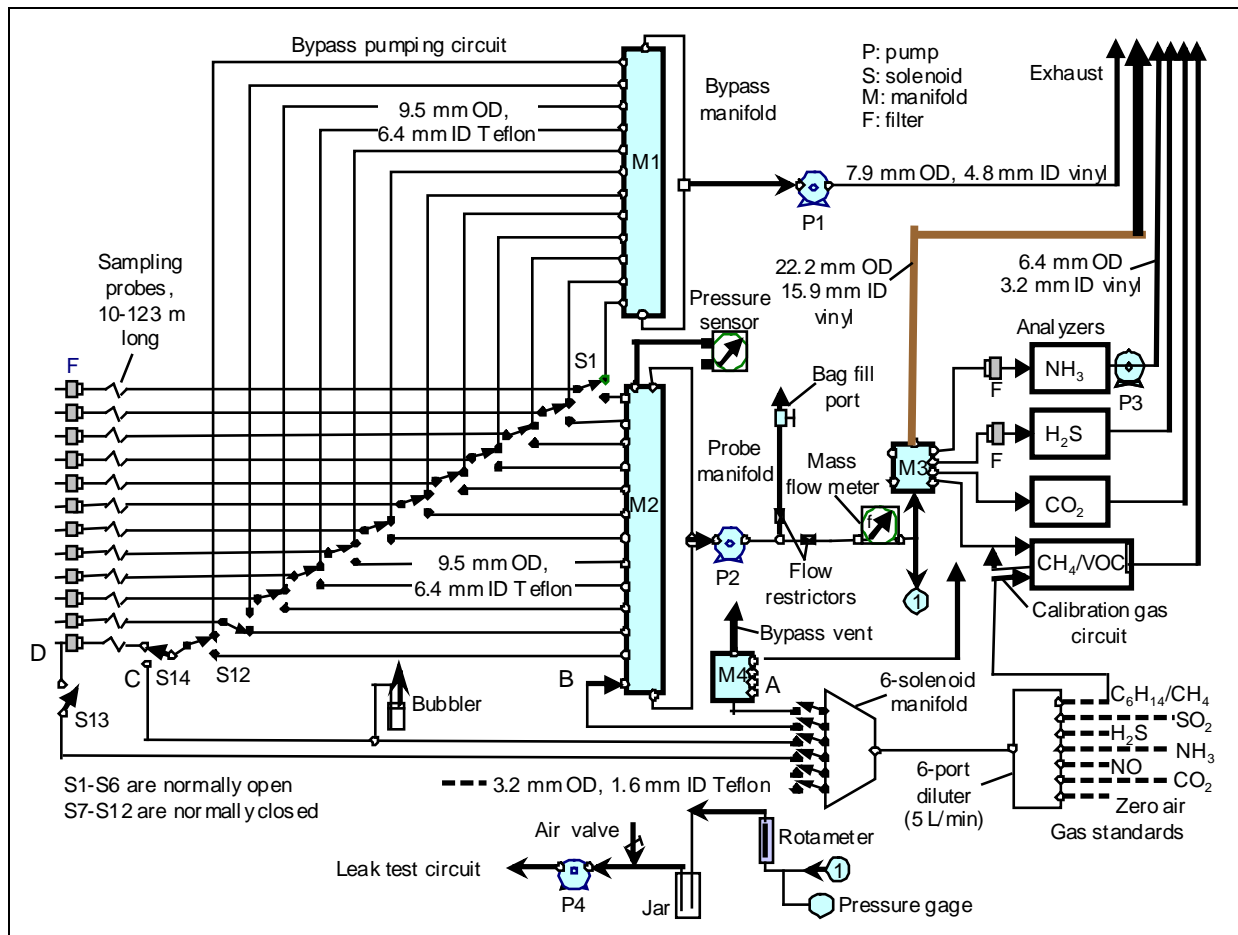 Bypass pumping circuit
9.5 mm OD,
6.4 mm ID Teflon
M1
Bypass
manifold
P: pump
S: solenoid
M: manifold
F: filter
Exhaust
7.9 mm OD, 4.8 mm ID vinyl
P1
Sampling
probes,
10-123 m
long
F
22.2 mm OD
15.9 mm ID
vinyl
6.4 mm OD
3.2 mm ID vinyl
Pressure
sensor
S1
Analyzers
NH3
F
P3
Bag fill
port
H2S
F
Probe
manifold
Mass
flow meter
f
M3
M2
CO2
9.5 mm OD,
6.4 mm ID Teflon
P2
Flow
restrictors
CH4/VOC
1
Calibration gas
circuit
Bypass vent
D
C
S14
S12
B
M4
A
6-solenoid
manifold
S13
Bubbler
C6H14/CH4
SO2
H2S
NH3
NO
CO2
Zero air
Gas standards
S1-S6 are normally open
S7-S12 are normally closed
3.2 mm OD, 1.6 mm ID Teflon
6-port
diluter
(5 L/min)
Air valve
Rotameter
Leak test circuit
P4
Jar
1
Pressure gage